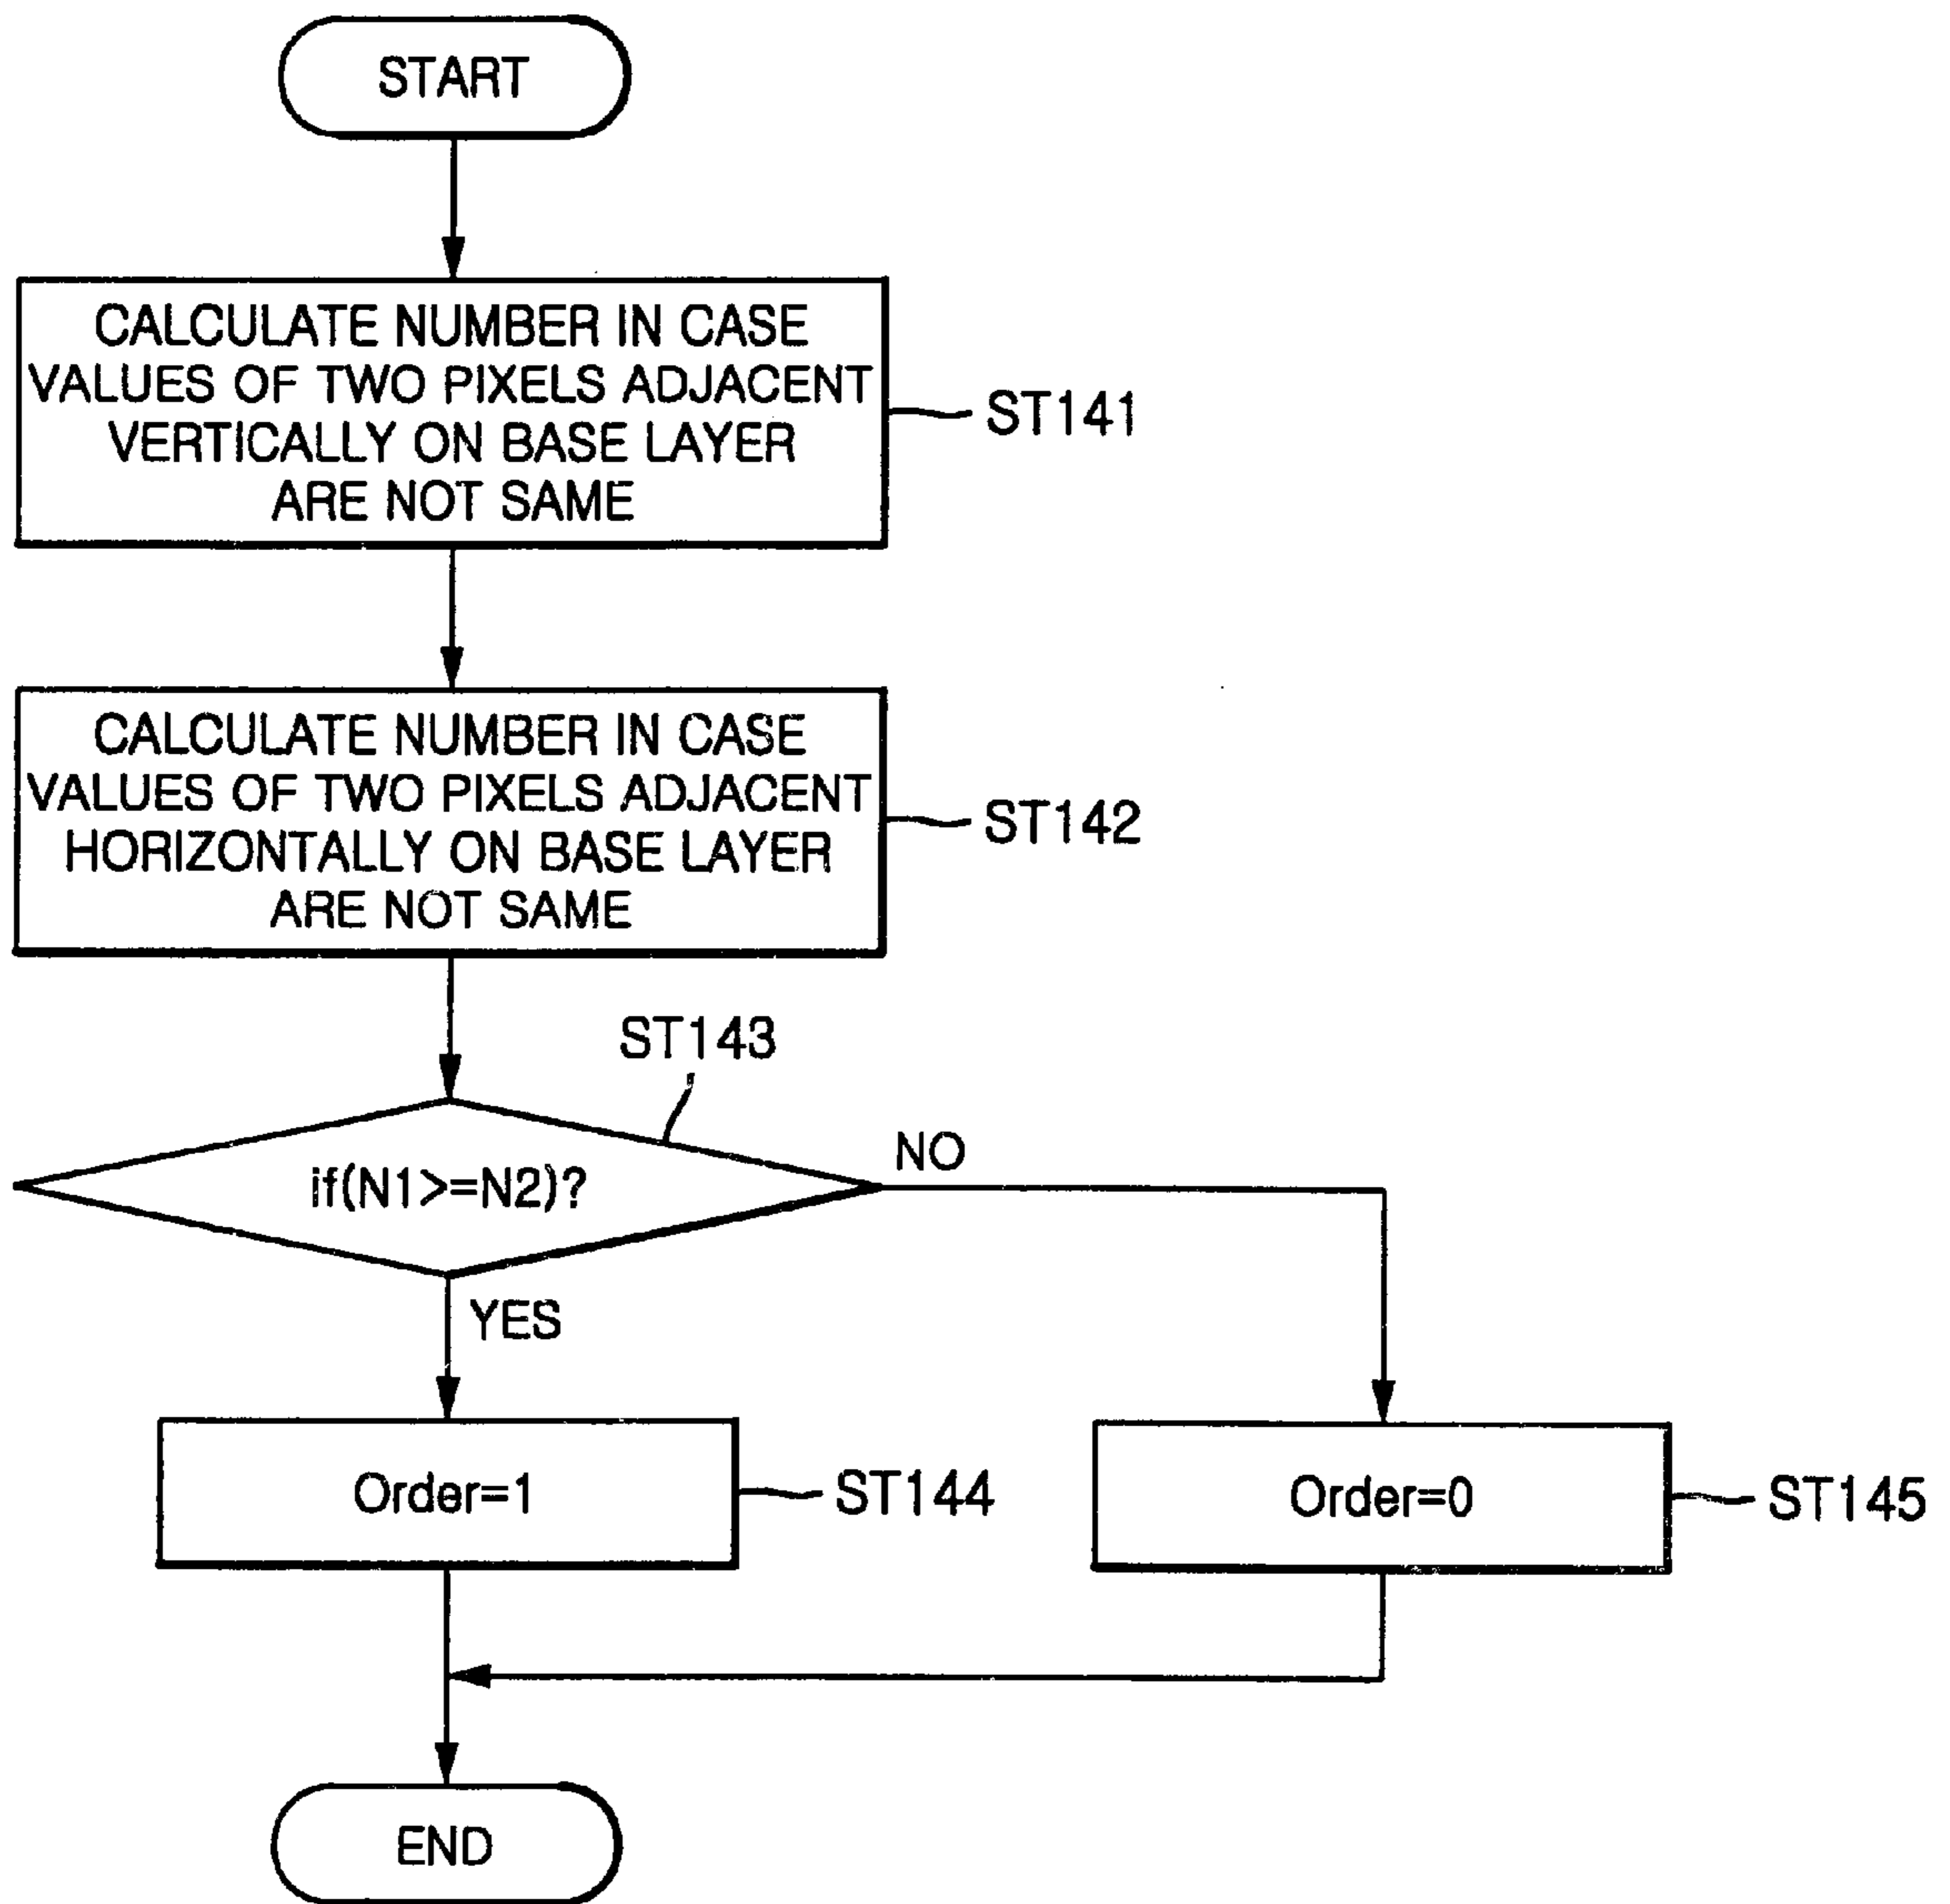 START
CALCULATE NUMBER IN CASE
VALUES OF TWO PIXELS ADJACENT
VERTICALLY ON BASE LAYER
ARE NOT SAME
ST141
CALCULATE NUMBER IN CASE
VALUES OF TWO PIXELS ADJACENT
HORIZONTALLY ON BASE LAYER
ARE NOT SAME
ST142
ST143
if(N1>=N2)?
NO
YES
Order=1
ST144
Order=0
ST145
END